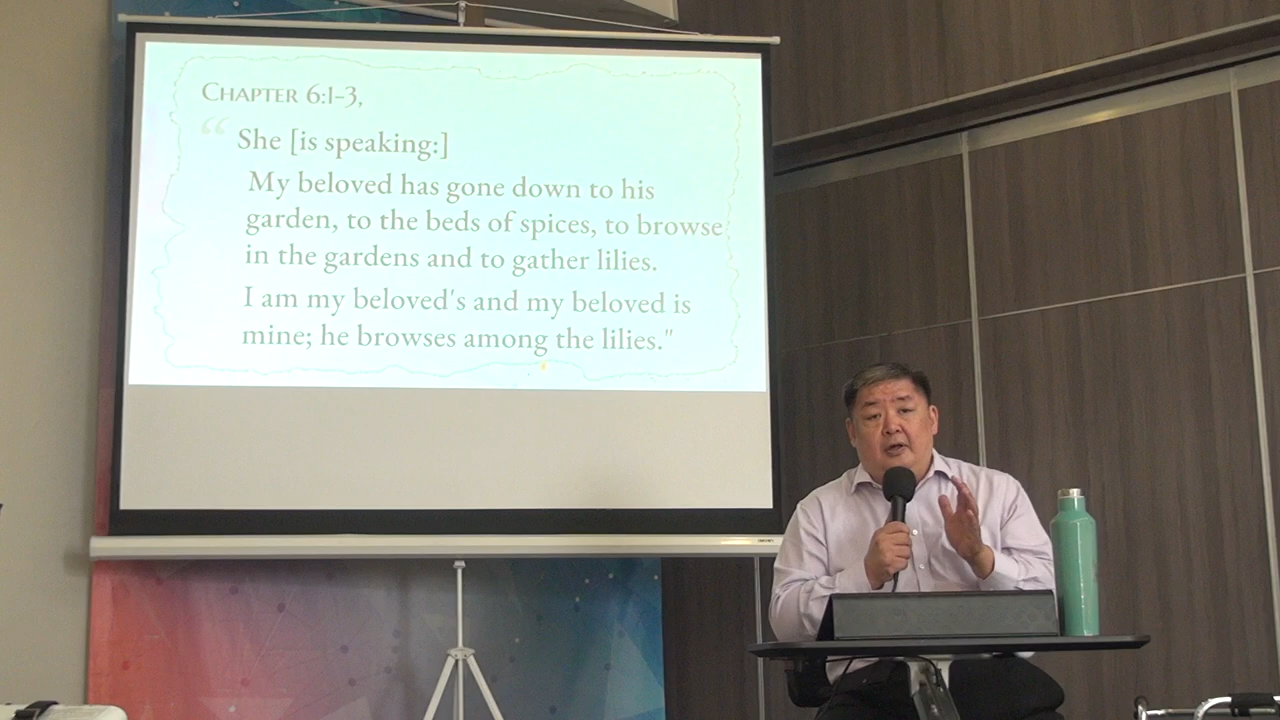 Chapter 6:1-3,
“ She [is speaking:]
My beloved has gone down to his
garden, to the beds of spices, to browse
in the gardens and to gather lilies.
I am my beloved's and my beloved is
mine; he browses among the lilies."